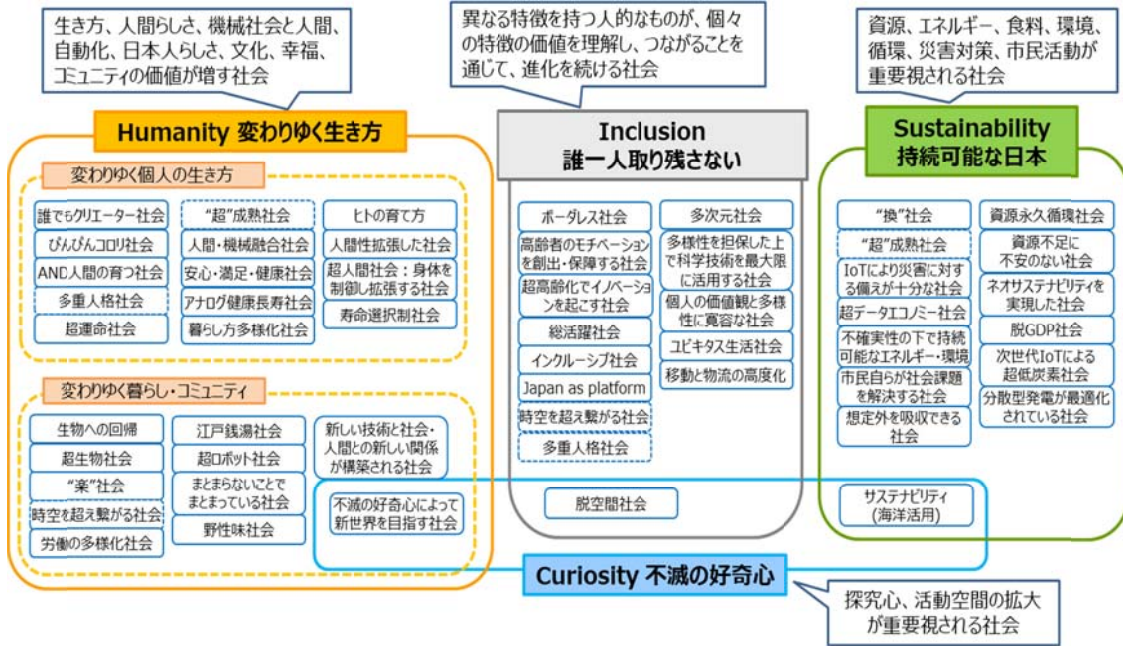 生き方、人間らしさ、機械社会と人間、
自動化、日本人らしさ、文化、幸福、
コミュニティの価値が増す社会
異なる特徴を持つ人的なものが、個々
の特徴の価値を理解し、つながることを
通じて、進化を続ける社会
資源、エネルギー、食料、環境、
循環、災害対策、市民活動が
重要視される社会
Humanity 変わりゆく生き方
変わりゆく個人の生き方
誰でもクリエーター社会
ぴんぴんコロリ社会
AND人間の育つ社会
多重人格社会
超運命社会
“超”成熟社会
人間・機械融合社会
安心・満足・健康社会
アナログ健康長寿社会
暮らし方多様化社会
ヒトの育て方
人間性拡張した社会
超人間社会:身体を
制御し拡張する社会
寿命選択制社会
変わりゆく暮らし・コミュニティ
生物への回帰
超生物社会
“楽”社会
時空を超え繋がる社会
労働の多様化社会
江戸銭湯社会
超ロボット社会
まとまらないことで
まとまっている社会
野性味社会
新しい技術と社会・
人間との新しい関係
が構築される社会
不滅の好奇心によって
新世界を目指す社会
Inclusion
誰一人取り残さない
ボーダレス社会
高齢者のモチベーション
を創出・保障する社会
超高齢化でイノベーショ
ンを起こす社会
総活躍社会
インクルーシブ社会
Japan as platform
時空を超え繋がる社会
多重人格社会
多次元社会
多様性を担保した上
で科学技術を最大限
に活用する社会
個人の価値観と多様
性に寛容な社会
ユビキタス生活社会
移動と物流の高度化
脱空間社会
Sustainability
持続可能な日本
“換”社会
“超”成熟社会
IoTにより災害に対す
る備えが十分な社会
超データエコノミー社会
不確実性の下で持続
可能なエネルギー・環境
市民自らが社会課題
を解決する社会
想定外を吸収できる
社会
資源永久循環社会
資源不足に
不安のない社会
ネオサステナビリティを
実現した社会
脱GDP社会
次世代IoTによる
超低炭素社会
分散型発電が最適化
されている社会
サステナビリティ
(海洋活用)
Curiosity 不滅の好奇心
探究心、活動空間の拡大
が重要視される社会